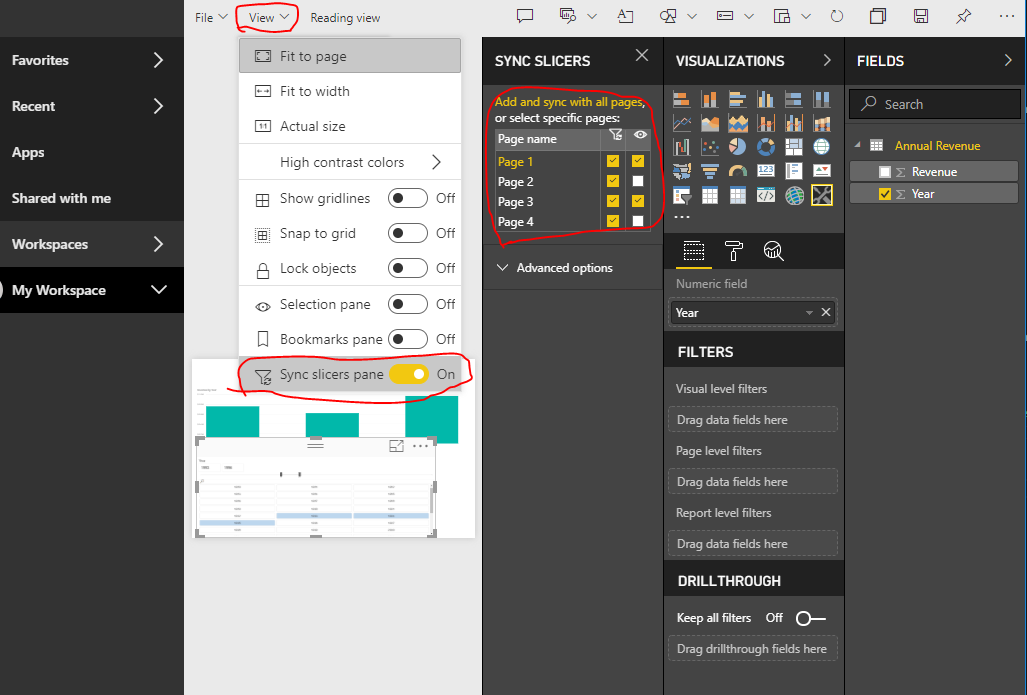 File View Reading view
Favorites
Recent
Apps
Shared with me
Workspaces
My Workspace
Fit to page
Fit to width
Actual size
High contrast colors
Show gridlines Off
Snap to grid Off
Lock objects Off
Selection pane Off
Bookmarks pane Off
Sync slicers pane On
SYNC SLICERS
Add and sync with all pages,
or select specific pages:
Page name
Page 1
Page 2
Page 3
Page 4
Advanced options
VISUALIZATIONS
123
Numeric field
Year
FILTERS
Visual level filters
Drag data fields here
Page level filters
Drag data fields here
Report level filters
Drag data fields here
DRILLTHROUGH
Keep all filters Off
Drag drillthrough fields here
FIELDS
Search
Annual Revenue
Revenue
Year